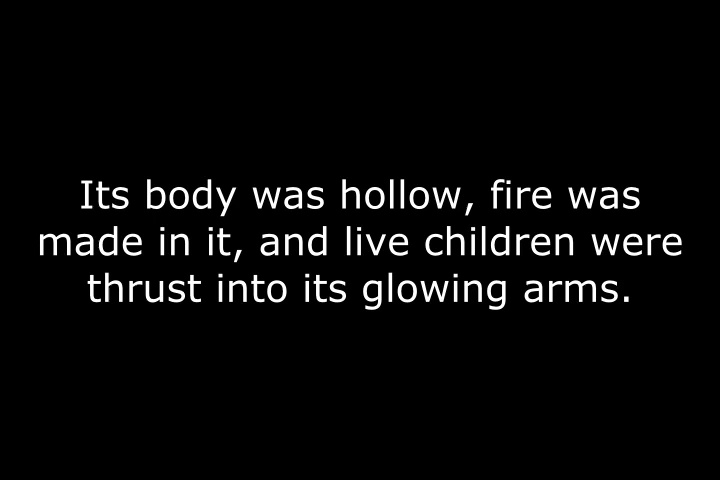 Its body was hollow, fire was
made in it, and live children were
thrust into its glowing arms.